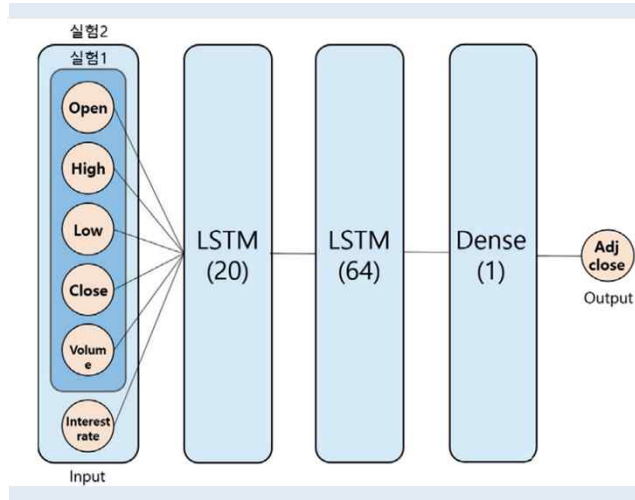 실험2
실험1
Open
High
Low
Close
Volum
e
Interest
rate
Input
LSTM
(20)
LSTM
(64)
Dense
(1)
Adj
close
Output